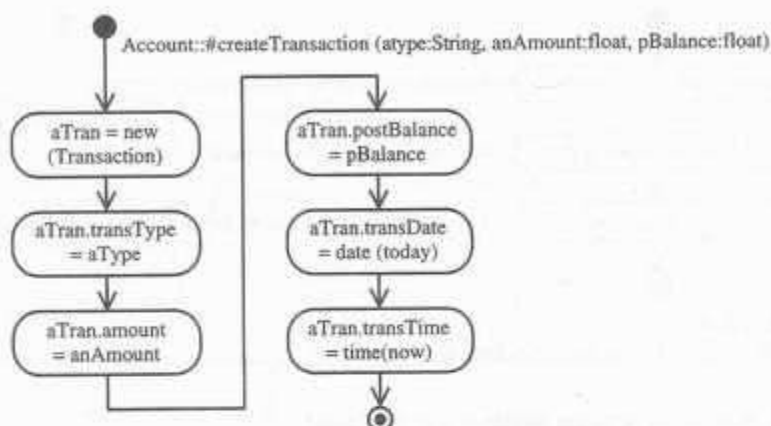 Account::#createTransaction (atype:String, anAmount:float, pBalance:float)
aTran = new
(Transaction)
aTran.transType
= aType
aTran.amount
= anAmount
aTran.postBalance
= pBalance
aTran.transDate
= date (today)
aTran.transTime
= time(now)